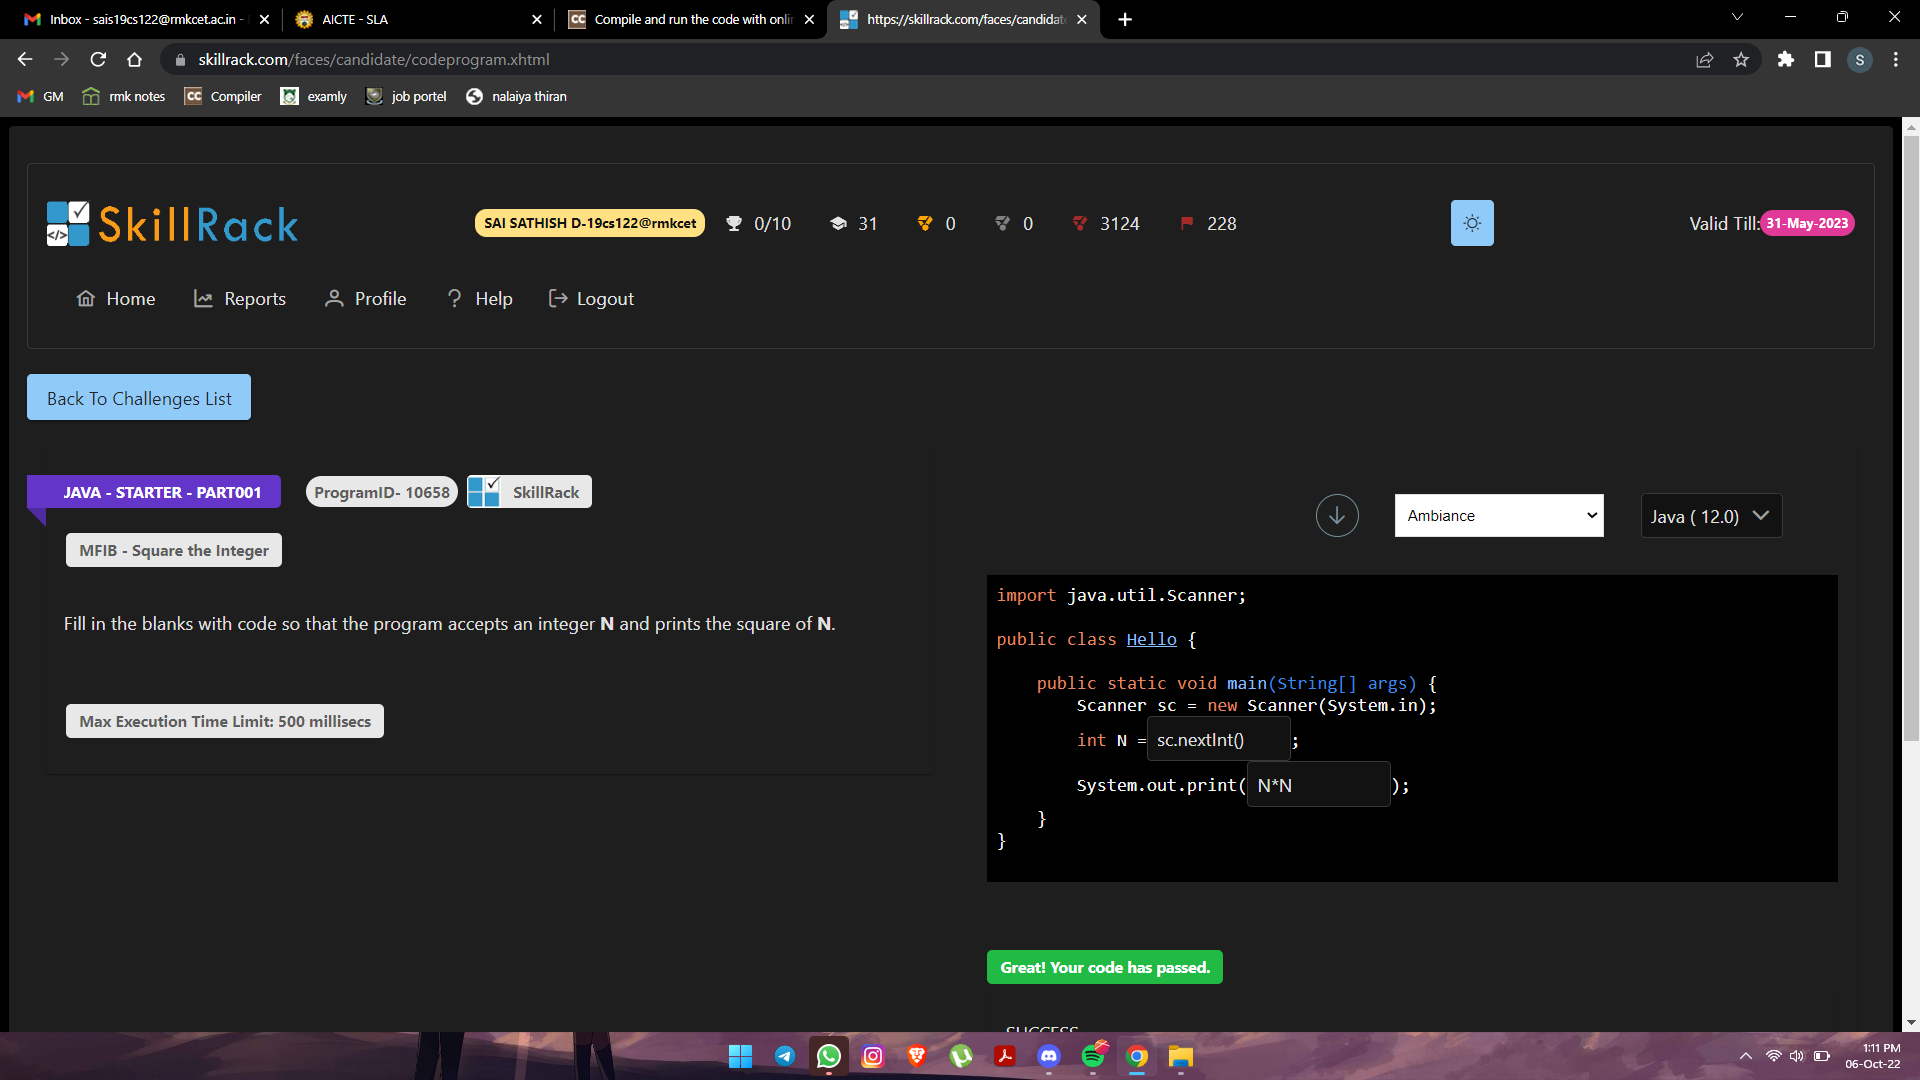 Inbox - sais19cs122@rmkcet.ac.in -
AICTE - SLA
Compile and run the code with onlin
https://skillrack.com/faces/candidat
skillrack.com/faces/candidate/codeprogram.xhtml
S
GM
rmk notes
CC Compiler
examly
job portel
nalaiya thiran
SkillRack
SAI SATHISH D-19cs122@rmkcet
0/10
31
0
0
3124
228
Valid Till: 31-May-2023
Home
Reports
Profile
Help
Logout
Back To Challenges List
JAVA - STARTER - PART001
ProgramID- 10658
SkillRack
Ambiance
Java ( 12.0)
MFIB - Square the Integer
Fill in the blanks with code so that the program accepts an integer N and prints the square of N.
Max Execution Time Limit: 500 millisecs
import java.util.Scanner;
public class Hello {
public static void main(String[] args) {
Scanner sc = new Scanner(System.in);
int N = sc.nextInt() ;
System.out.print( N*N );
}
}
Great! Your code has passed.
SUCCESS
1:11 PM
06-Oct-22